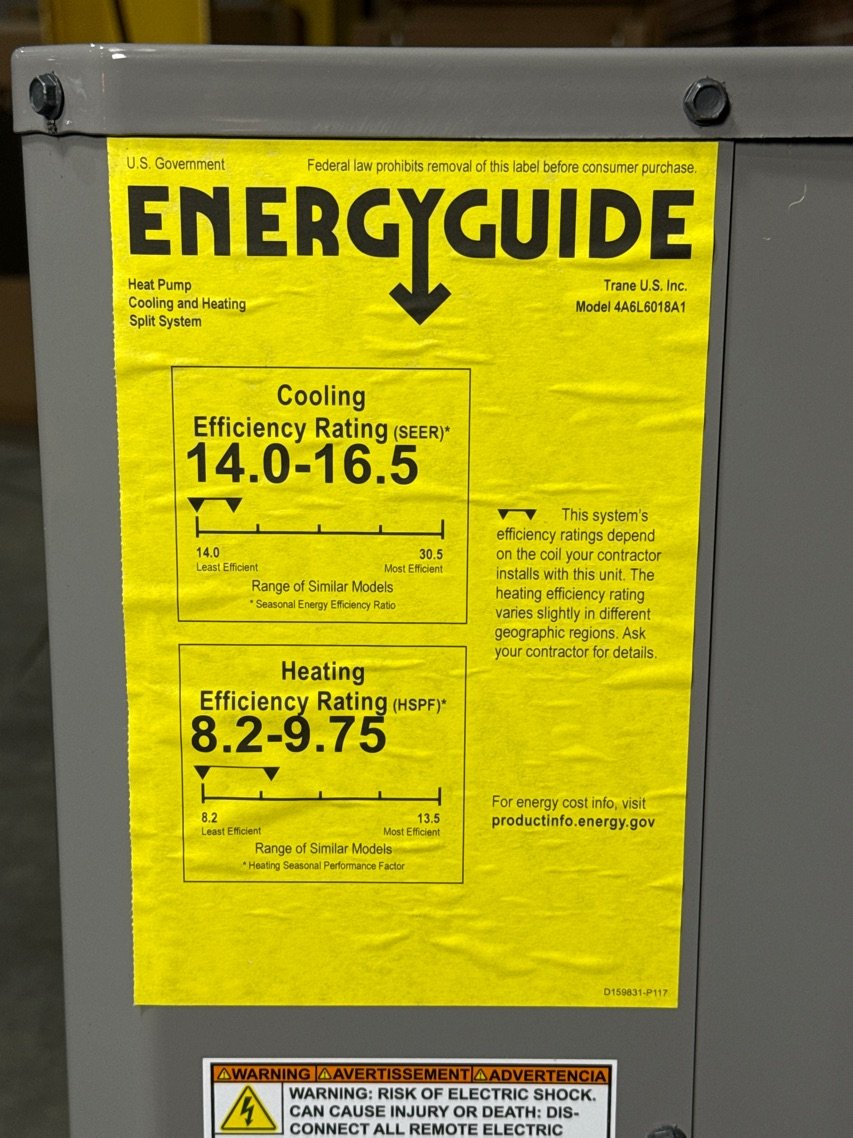 U.S. Government Federal law prohibits removal of this label before consumer purchase.
ENERGYGUIDE
Heat Pump
Cooling and Heating
Split System
Trane U.S. Inc.
Model 4A6L6018A1
Cooling
Efficiency Rating (SEER)*
14.0-16.5
14.0 30.5
Least Efficient Most Efficient
Range of Similar Models
* Seasonal Energy Efficiency Ratio
This system's
efficiency ratings depend
on the coil your contractor
installs with this unit. The
heating efficiency rating
varies slightly in different
geographic regions. Ask
your contractor for details.
Heating
Efficiency Rating (HSPF)*
8.2-9.75
8.2 13.5
Least Efficient Most Efficient
Range of Similar Models
* Heating Seasonal Performance Factor
For energy cost info, visit
productinfo.energy.gov
D159831-P117
WARNING AVERTISSEMENT ADVERTENCIA
WARNING: RISK OF ELECTRIC SHOCK.
CAN CAUSE INJURY OR DEATH: DIS-
CONNECT ALL REMOTE ELECTRIC